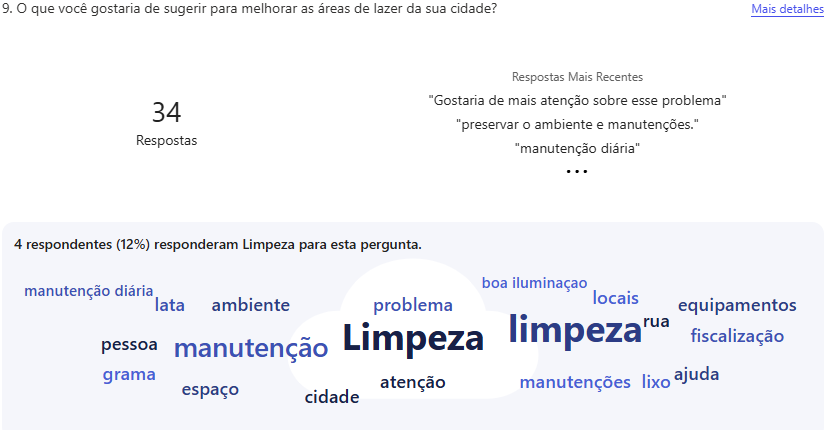 9. O que você gostaria de sugerir para melhorar as áreas de lazer da sua cidade?
Mais detalhes
34
Respostas
Respostas Mais Recentes
"Gostaria de mais atenção sobre esse problema"
"preservar o ambiente e manutenções."
"manutenção diária"
...
4 respondentes (12%) responderam Limpeza para esta pergunta.
manutenção diária
lata
ambiente
problema
boa iluminaçao
locais
equipamentos
pessoa
manutenção
Limpeza
limpeza
rua
fiscalização
grama
espaço
cidade
atenção
manutenções
lixo
ajuda